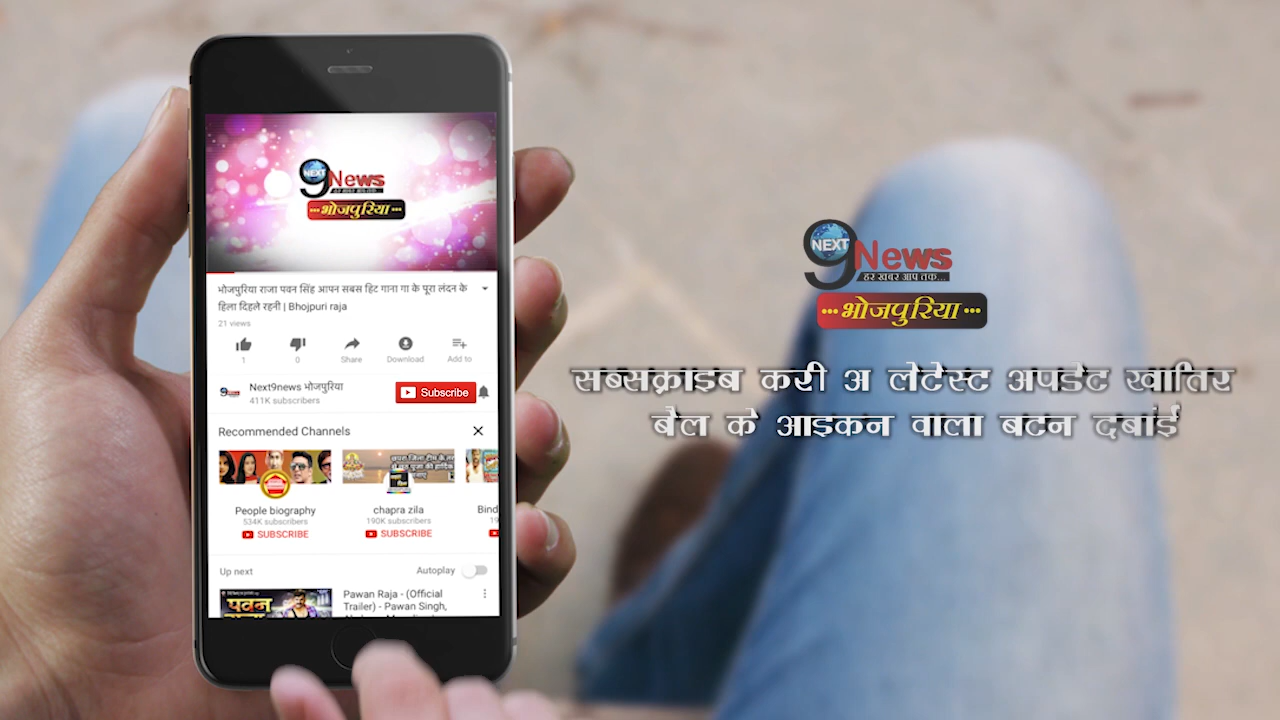 NEXT
9 News
हर खबर आप तक...
भोजपुरिया
भोजपुरिया राजा पवन सिंह आपन सबस हिट गाना गा के पूरा लंदन के
हिला दिहले रहनी | Bhojpuri raja
21 views
1
0
Share
Download
Add to
Next9news भोजपुरिया
411K subscribers
Subscribe
Recommended Channels
People biography
534K subscribers
SUBSCRIBE
chapra zila
190K subscribers
SUBSCRIBE
Bind
19
Up next
Autoplay
पवन
Pawan Raja - (Official
Trailer) - Pawan Singh,
NEXT
9 News
हर खबर आप तक...
भोजपुरिया
सब्सक्राइब करी अ लेटेस्ट अपडेट खातिर
बैल के आइकन वाला बटन दबांई